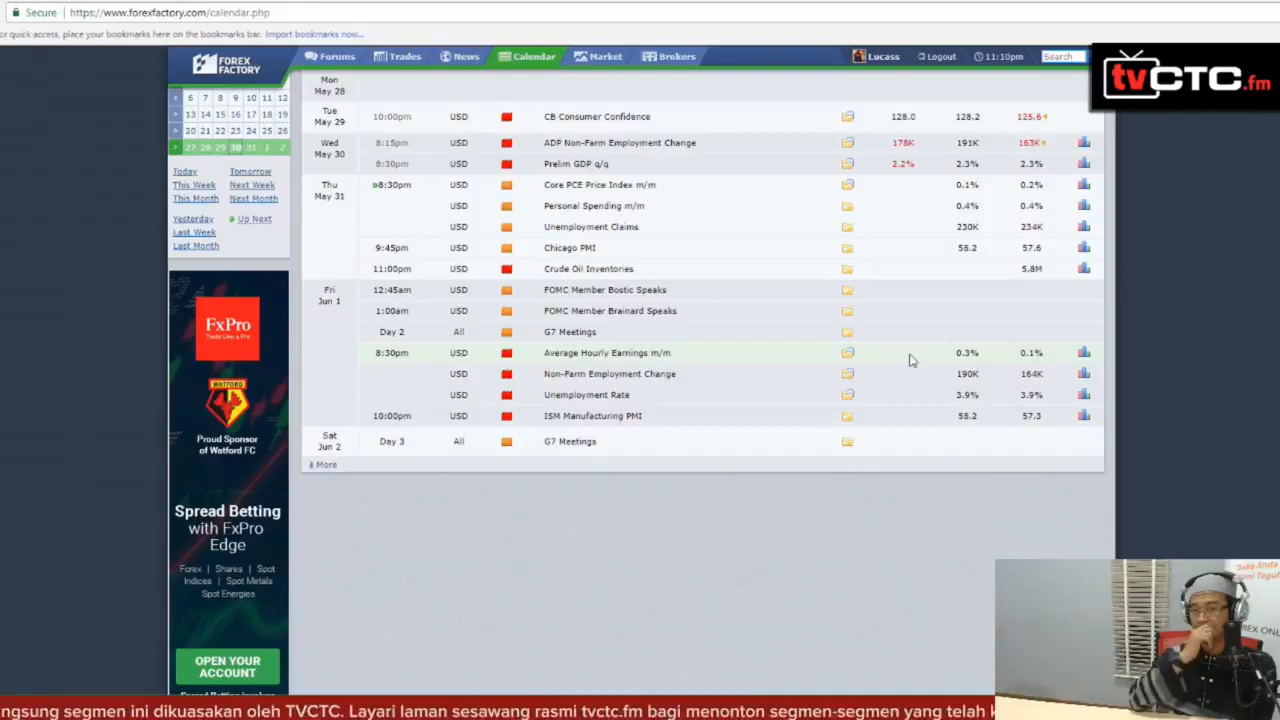 Secure https://www.forexfactory.com/calendar.php
or quick access, place your bookmarks here on the bookmarks bar. Import bookmarks now...
FOREX FACTORY Forums Trades News Calendar Market Brokers Lucass Logout 11:10pm Search
tvCTC.fm
6 7 8 9 10 11 12
13 14 15 16 17 18 19
20 21 22 23 24 25 26
27 28 29 30 31 1 2
Today Tomorrow
This Week Next Week
This Month Next Month
Yesterday Up Next
Last Week
Last Month
FxPro
Trade Like a Pro
WATFORD
Proud Sponsor
of Watford FC
Spread Betting
with FxPro
Edge
Forex | Shares | Spot
Indices | Spot Metals
Spot Energies
OPEN YOUR
ACCOUNT
Mon May 28
Tue May 29 10:00pm USD CB Consumer Confidence 128.0 128.2 125.6
Wed May 30 8:15pm USD ADP Non-Farm Employment Change 178K 191K 163K
8:30pm USD Prelim GDP q/q 2.2% 2.3% 2.3%
Thu May 31 8:30pm USD Core PCE Price Index m/m 0.1% 0.2%
USD Personal Spending m/m 0.4% 0.4%
USD Unemployment Claims 230K 234K
9:45pm USD Chicago PMI 58.2 57.6
11:00pm USD Crude Oil Inventories 5.8M
Fri Jun 1 12:45am USD FOMC Member Bostic Speaks
1:00am USD FOMC Member Brainard Speaks
Day 2 All G7 Meetings
8:30pm USD Average Hourly Earnings m/m 0.3% 0.1%
USD Non-Farm Employment Change 190K 164K
USD Unemployment Rate 3.9% 3.9%
10:00pm USD ISM Manufacturing PMI 58.2 57.3
Sat Jun 2 Day 3 All G7 Meetings
More
EX ONL
ngsung segmen ini dikuasakan oleh TVCTC. Layari laman sesawang rasmi tvctc.fm bagi menonton segmen-segmen yang telah k